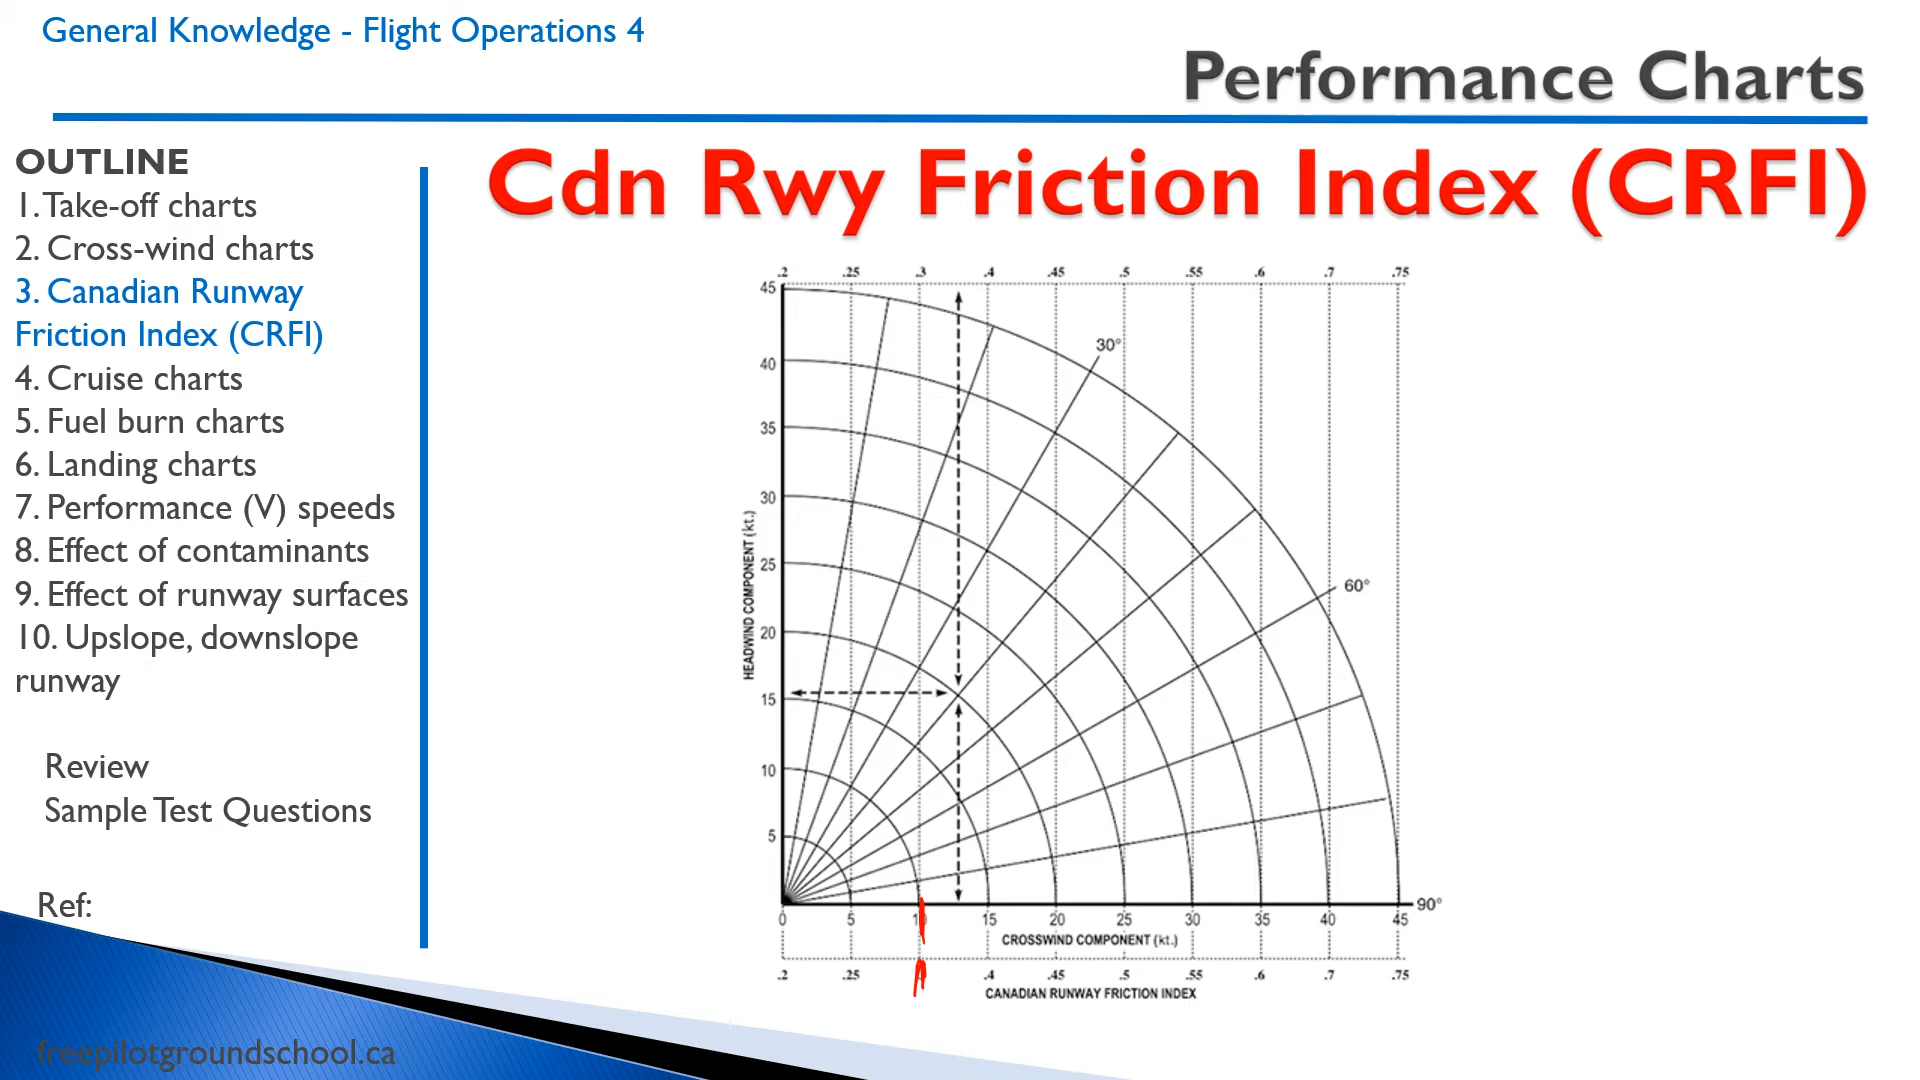 General Knowledge - Flight Operations 4
Performance Charts
OUTLINE
1. Take-off charts
2. Cross-wind charts
3. Canadian Runway
Friction Index (CRFI)
4. Cruise charts
5. Fuel burn charts
6. Landing charts
7. Performance (V) speeds
8. Effect of contaminants
9. Effect of runway surfaces
10. Upslope, downslope
runway
Review
Sample Test Questions
Ref:
freepilotgroundschool.ca
Cdn Rwy Friction Index (CRFI)
.2 .25 .3 .4 .45 .5 .55 .6 .7 .75
45
30°
40
35
30
25
60°
20
15
10
5
HEADWIND COMPONENT (kt.)
90°
0 5 10 15 20 25 30 35 40 45
CROSSWIND COMPONENT (kt.)
.2 .25 .4 .45 .5 .55 .6 .7 .75
CANADIAN RUNWAY FRICTION INDEX